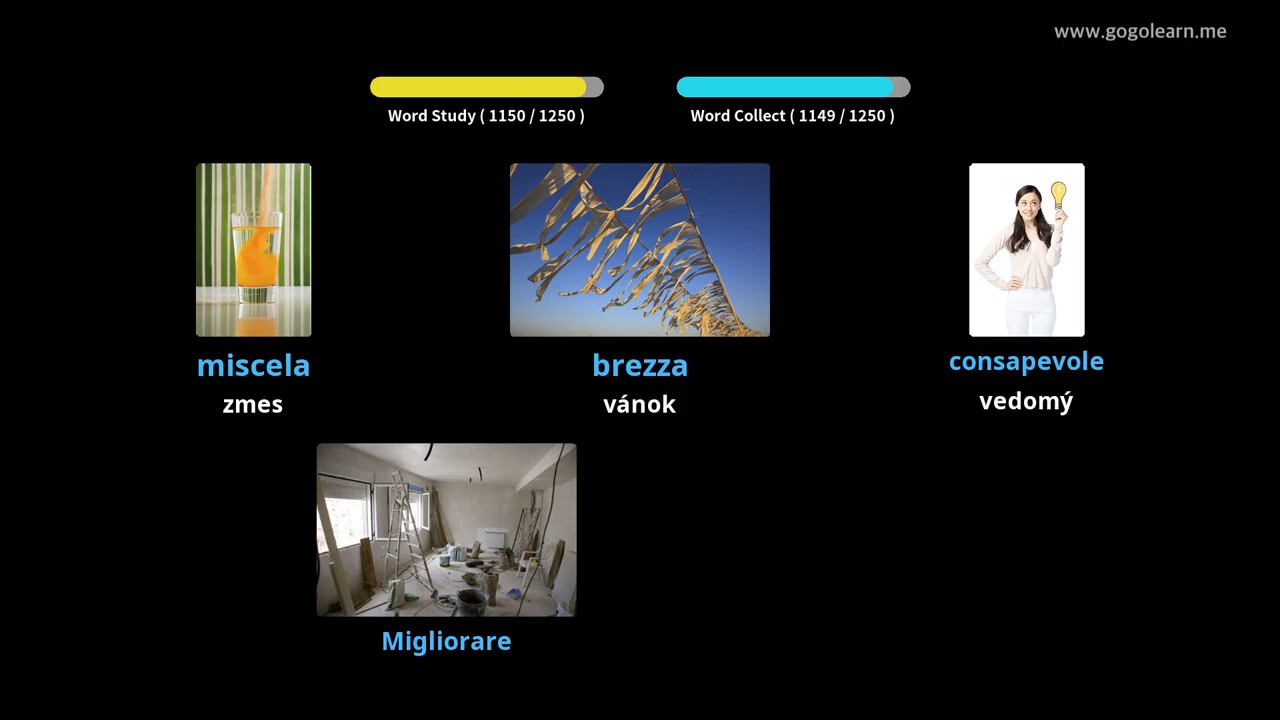 www.gogolearn.me
Word Study ( 1150 / 1250 )
Word Collect ( 1149 / 1250 )
miscela
brezza
consapevole
zmes
vánok
vedomý
Migliorare